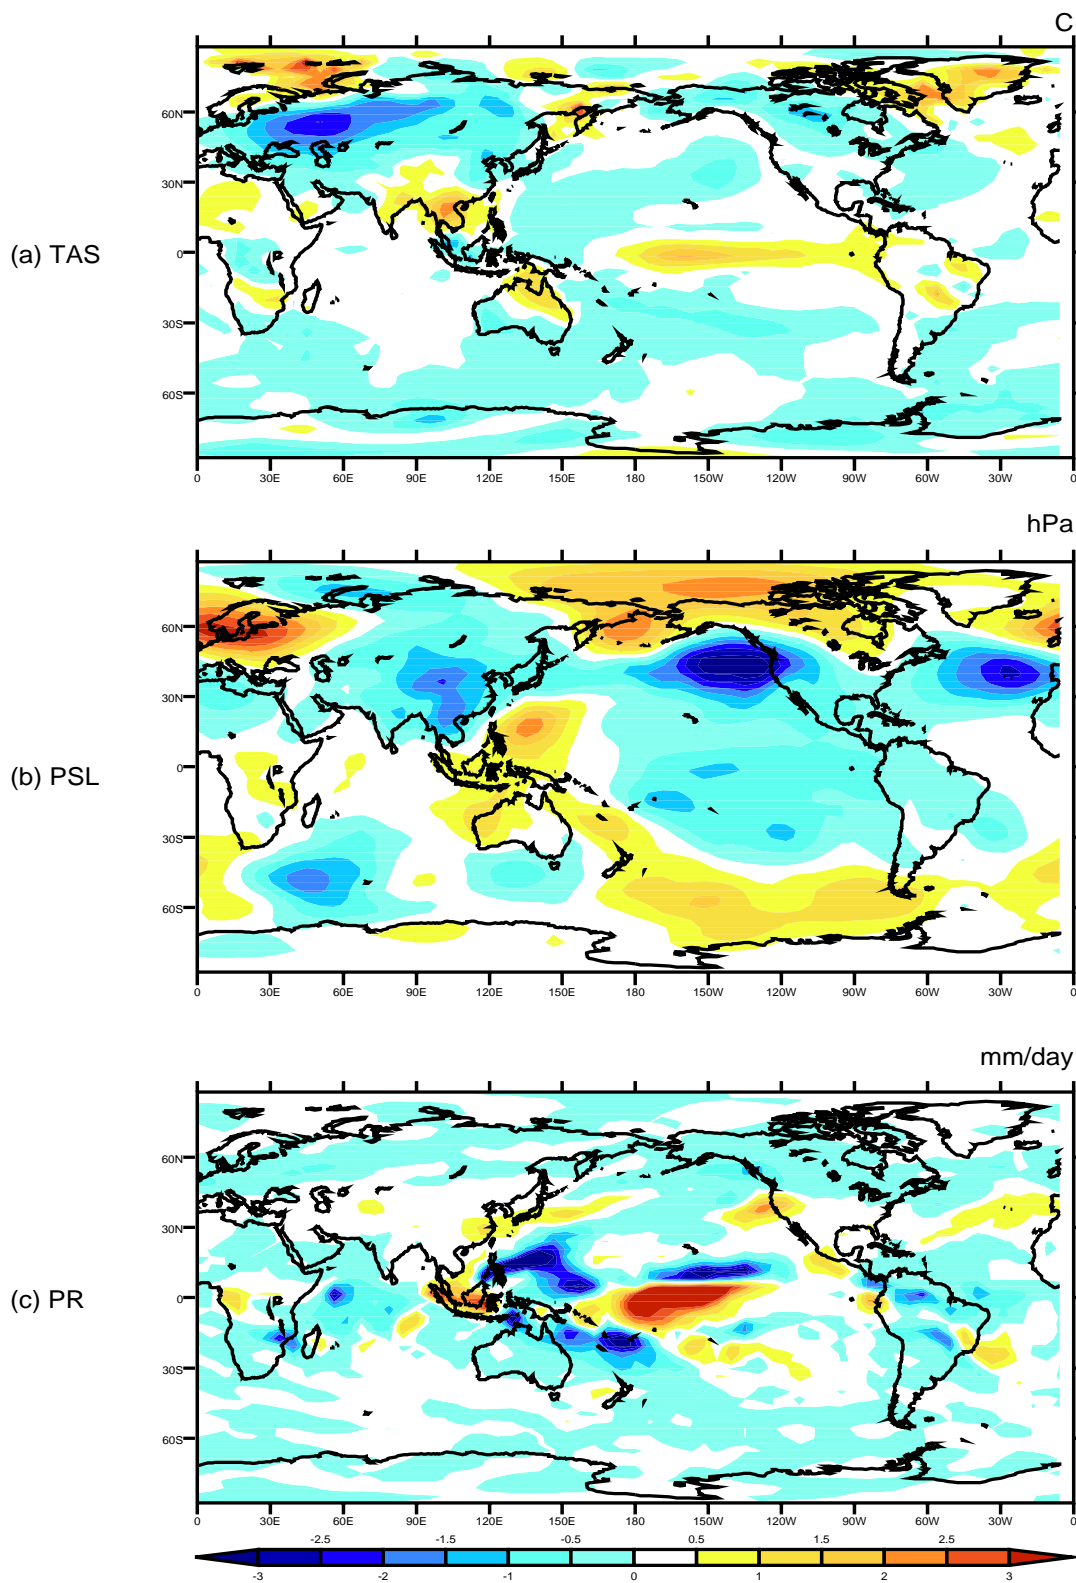 C
60N
30N
(a) TAS
0
30S
60S
0 30E 60E 90E 120E 150E 180 150W 120W 90W 60W 30W 0
hPa
60N
30N
(b) PSL
0
30S
60S
0 30E 60E 90E 120E 150E 180 150W 120W 90W 60W 30W 0
mm/day
60N
30N
(c) PR
0
30S
60S
0 30E 60E 90E 120E 150E 180 150W 120W 90W 60W 30W 0
-2.5 -1.5 -0.5 0.5 1.5 2.5
-3 -2 -1 0 1 2 3